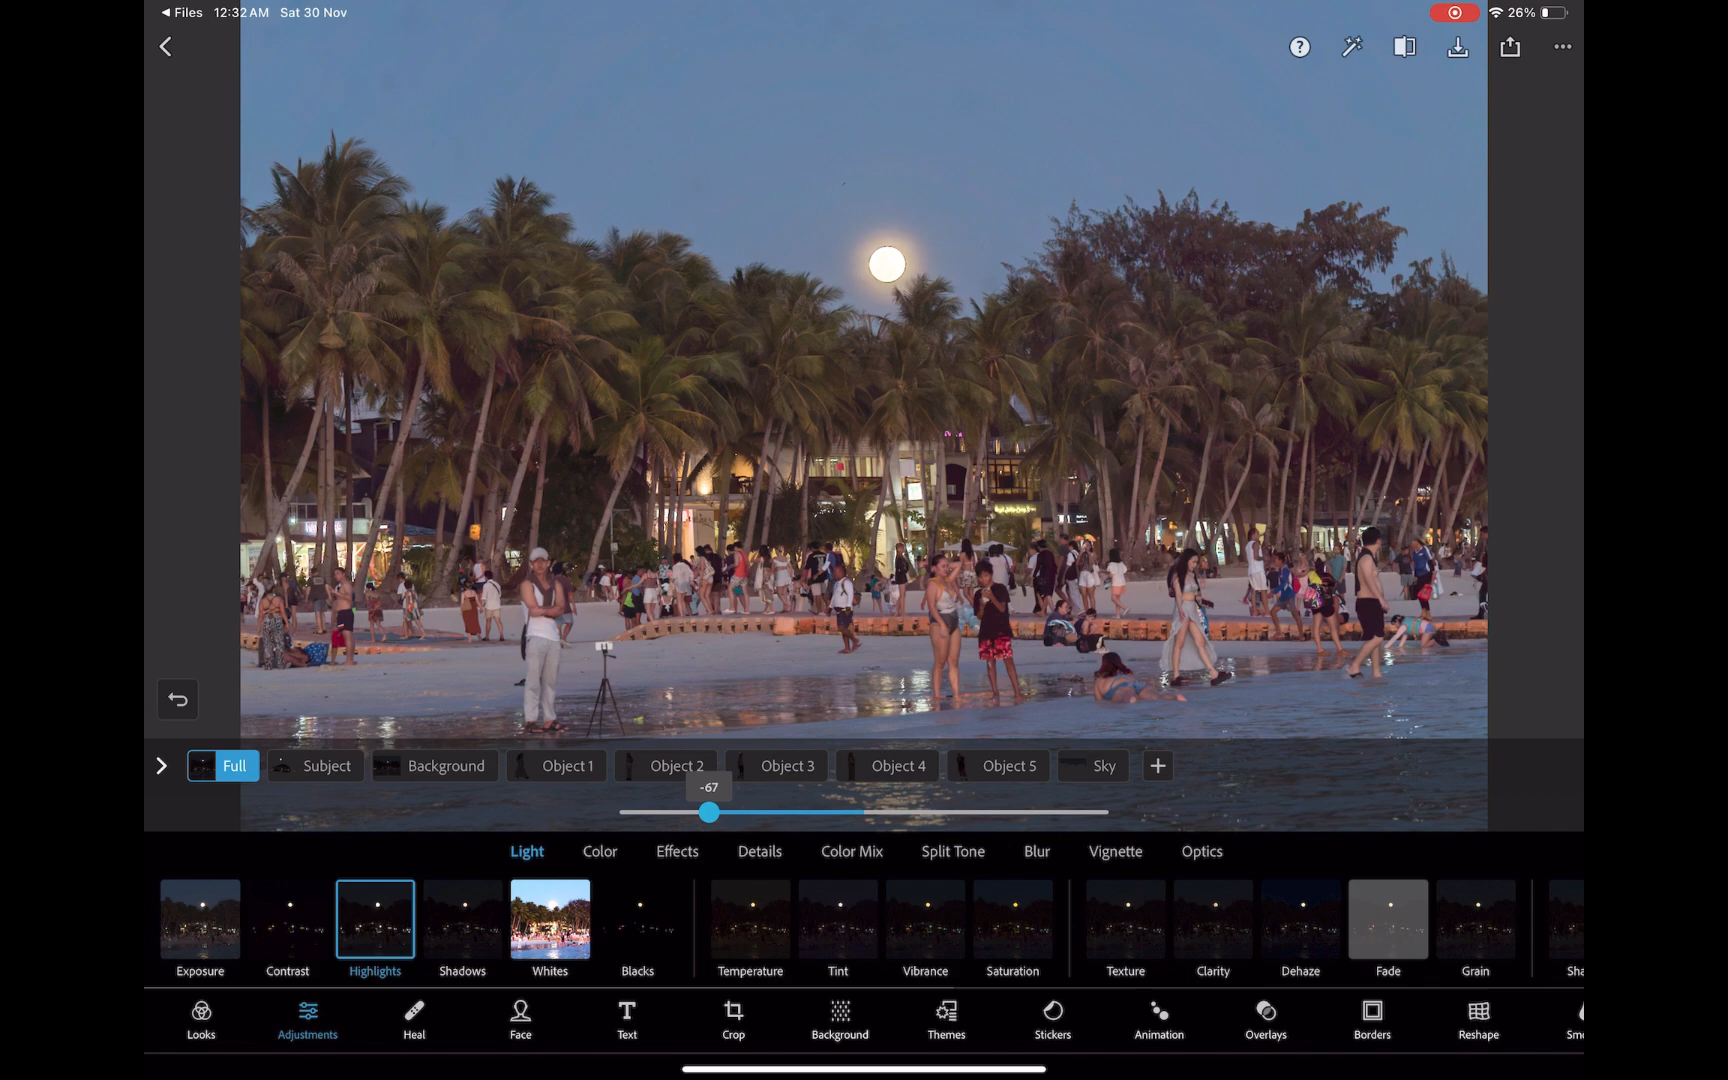 ◀ Files 12:32 AM Sat 30 Nov
26%
Full Subject Background Object 1 Object 2 Object 3 Object 4 Object 5 Sky
-67
Light Color Effects Details Color Mix Split Tone Blur Vignette Optics
Exposure Contrast Highlights Shadows Whites Blacks Temperature Tint Vibrance Saturation Texture Clarity Dehaze Fade Grain Sha
Looks Adjustments Heal Face Text Crop Background Themes Stickers Animation Overlays Borders Reshape Smo